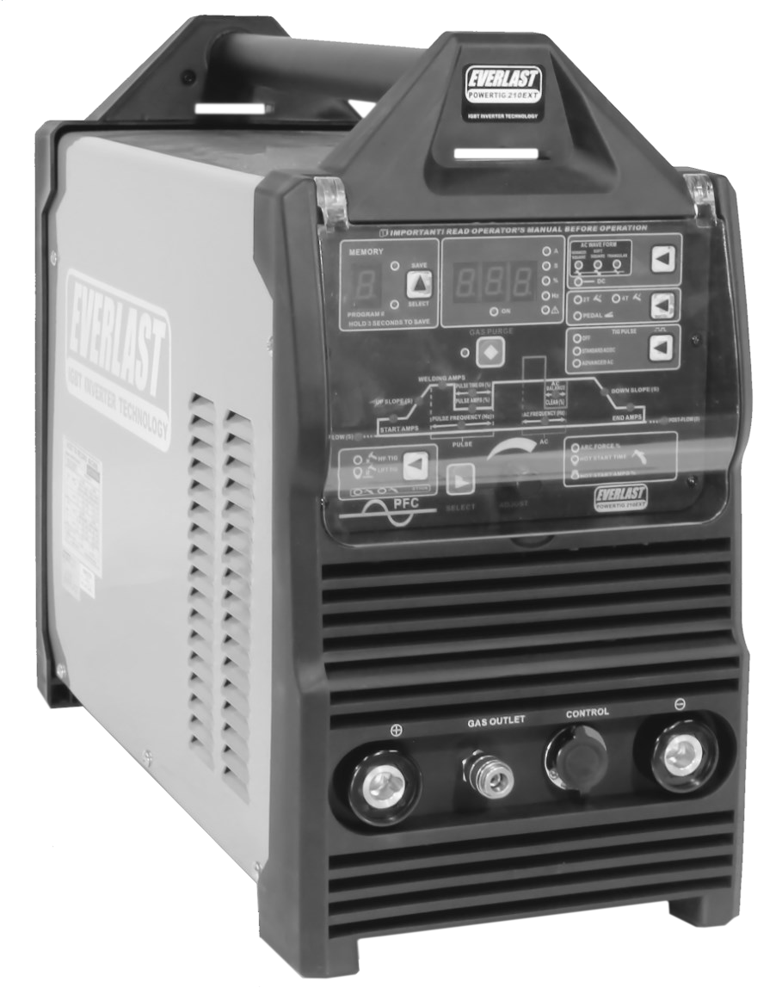 EVERLAST
POWERTIG 210EXT
IGBT INVERTER TECHNOLOGY
IMPORTANT! READ OPERATOR'S MANUAL BEFORE OPERATION
MEMORY
SAVE
SELECT
PROGRAM #
HOLD 3 SECONDS TO SAVE
A
S
%
Hz
ON
AC WAVE FORM
ADVANCED SQUARE
SOFT SQUARE
TRIANGULAR
DC
2T
4T
PEDAL
TIG PULSE
OFF
STANDARD AC/DC
ADVANCED AC
GAS PURGE
WELDING AMPS
PULSE TIME ON (%)
PULSE AMPS (%)
AC BALANCE
CLEAN (%)
UP SLOPE (S)
DOWN SLOPE (S)
PULSE FREQUENCY (Hz)
AC FREQUENCY (Hz)
START AMPS
END AMPS
FLOW (S)
POST-FLOW (S)
PULSE
AC
HF TIG
LIFT TIG
ARC FORCE %
HOT START TIME
HOT START AMPS %
PFC
SELECT
ADJUST
EVERLAST
POWERTIG 210EXT
EVERLAST
IGBT INVERTER TECHNOLOGY
GAS OUTLET
CONTROL